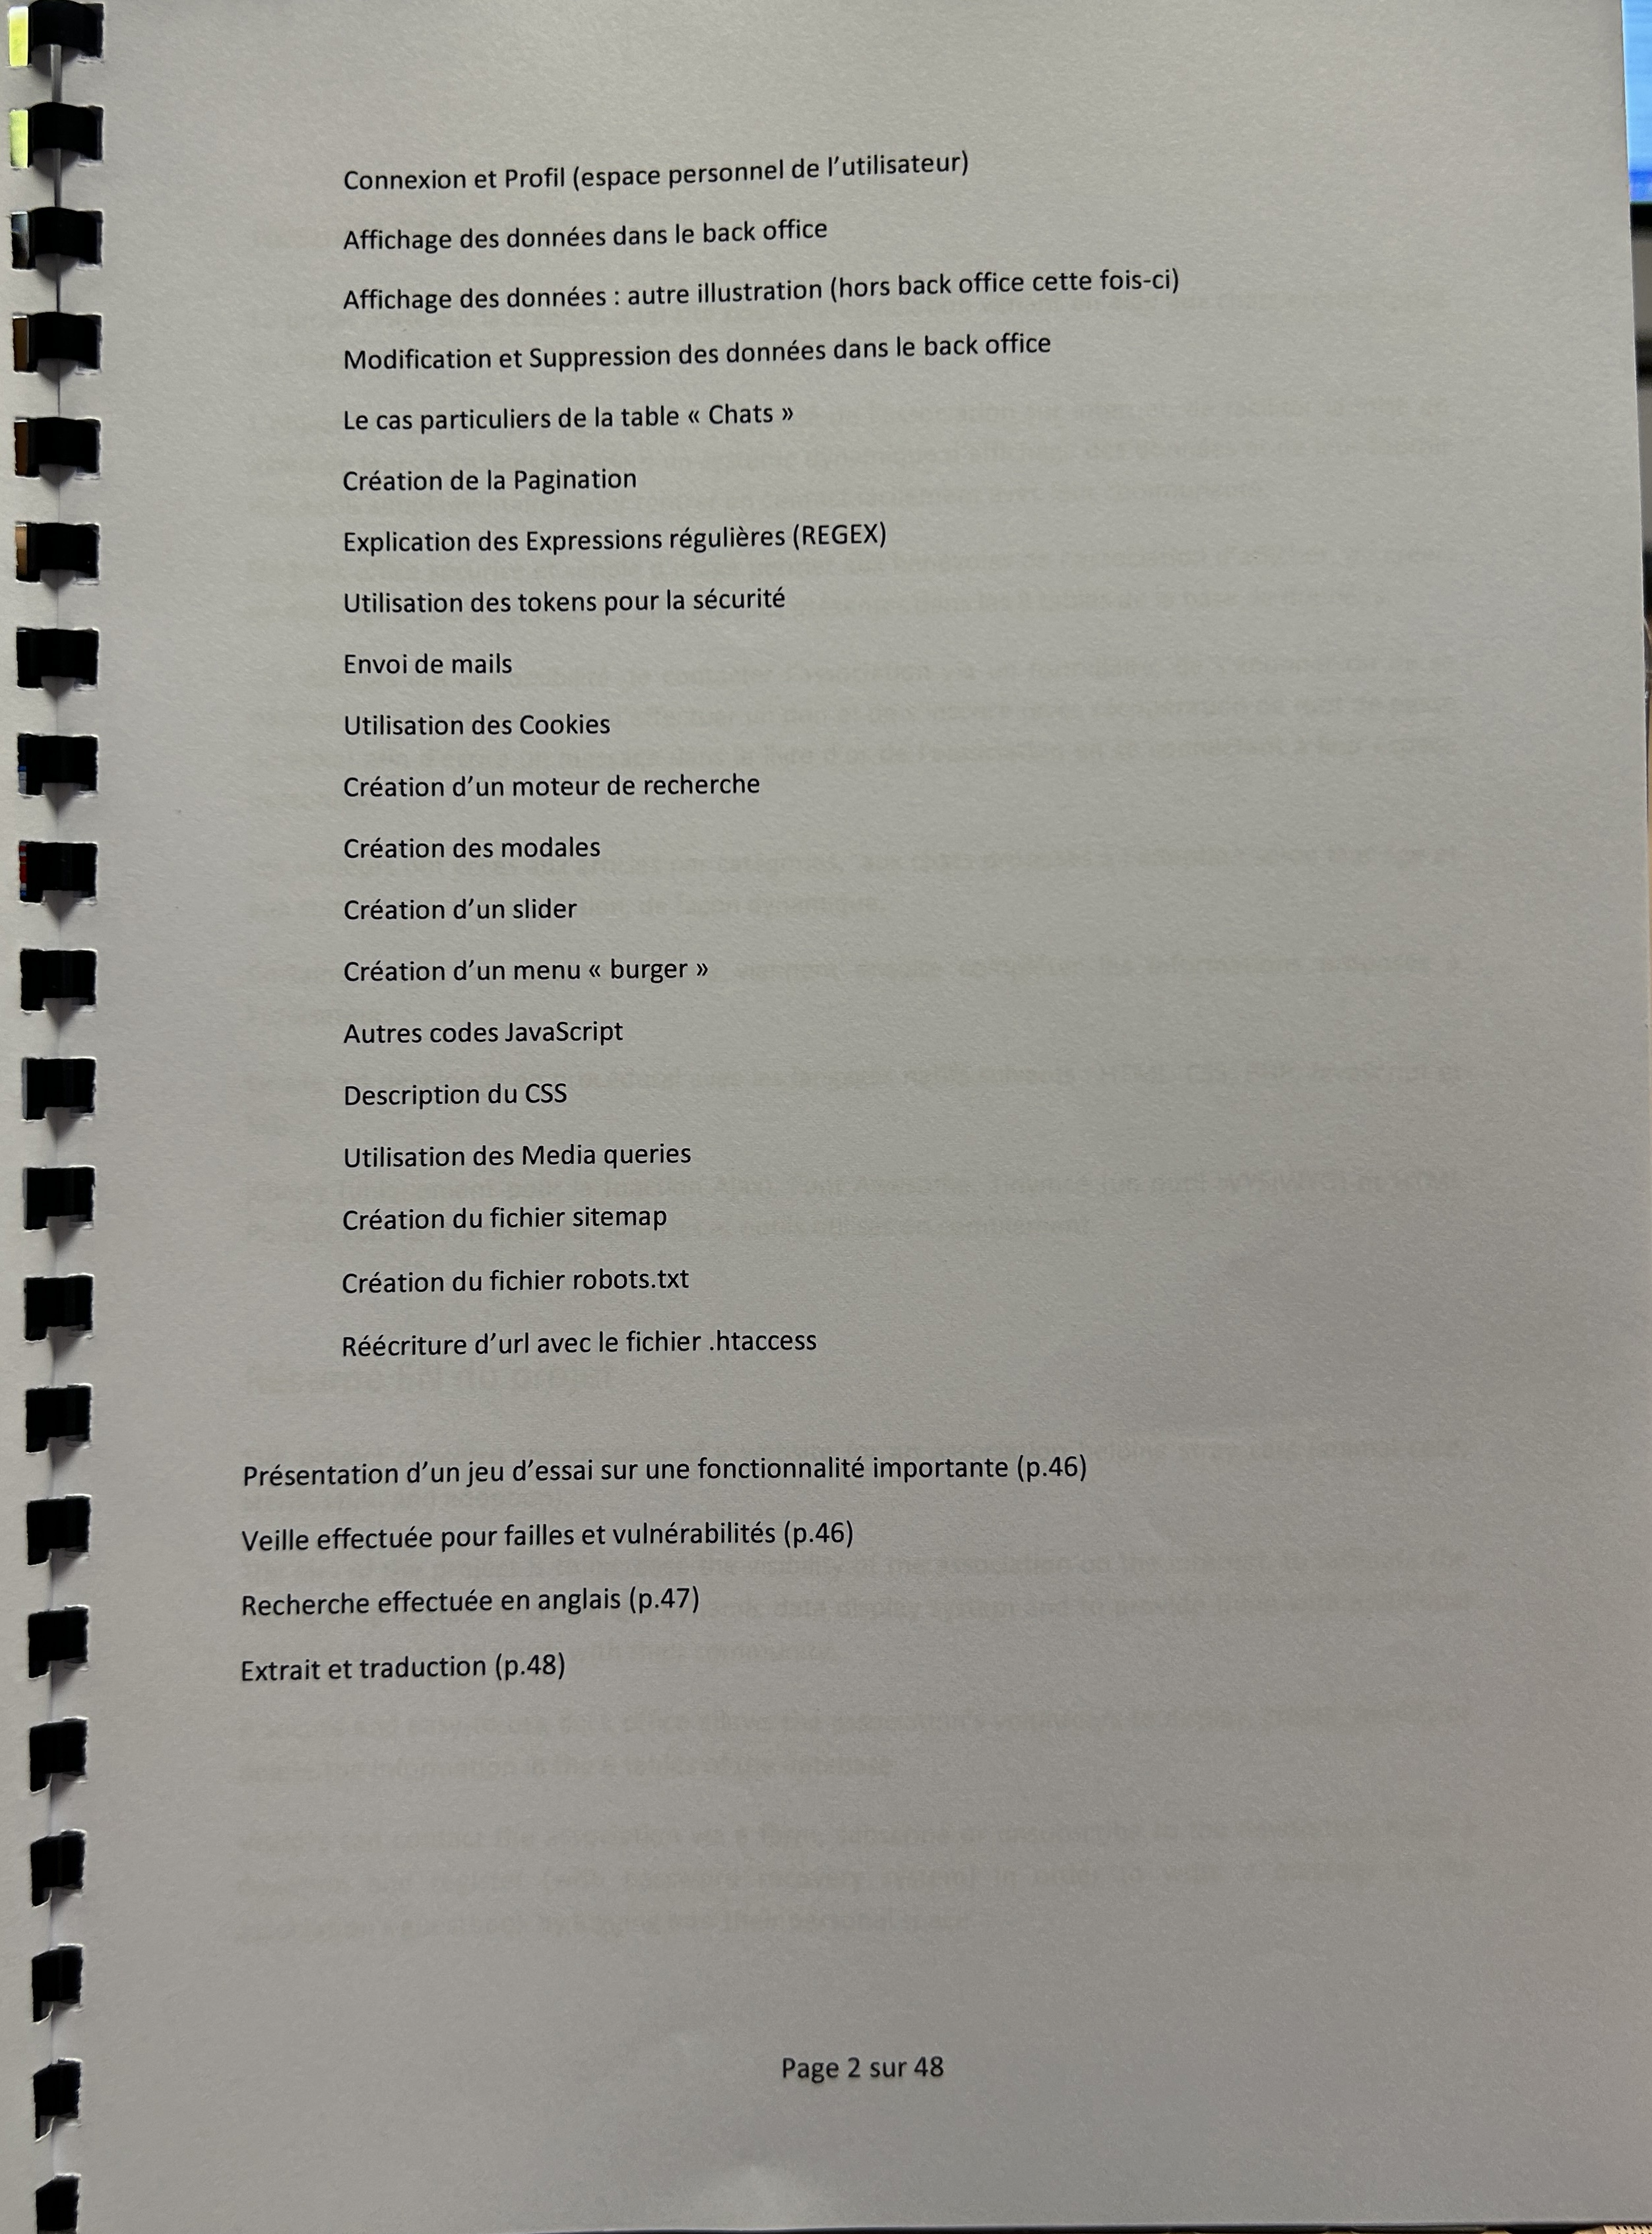 Connexion et Profil (espace personnel de l’utilisateur)
Affichage des données dans le back office
Affichage des données : autre illustration (hors back office cette fois-ci)
Modification et Suppression des données dans le back office
Le cas particuliers de la table « Chats »
Création de la Pagination
Explication des Expressions régulières (REGEX)
Utilisation des tokens pour la sécurité
Envoi de mails
Utilisation des Cookies
Création d’un moteur de recherche
Création des modales
Création d’un slider
Création d’un menu « burger »
Autres codes JavaScript
Description du CSS
Utilisation des Media queries
Création du fichier sitemap
Création du fichier robots.txt
Réécriture d’url avec le fichier .htaccess
Présentation d’un jeu d’essai sur une fonctionnalité importante (p.46)
Veille effectuée pour failles et vulnérabilités (p.46)
Recherche effectuée en anglais (p.47)
Extrait et traduction (p.48)
Page 2 sur 48